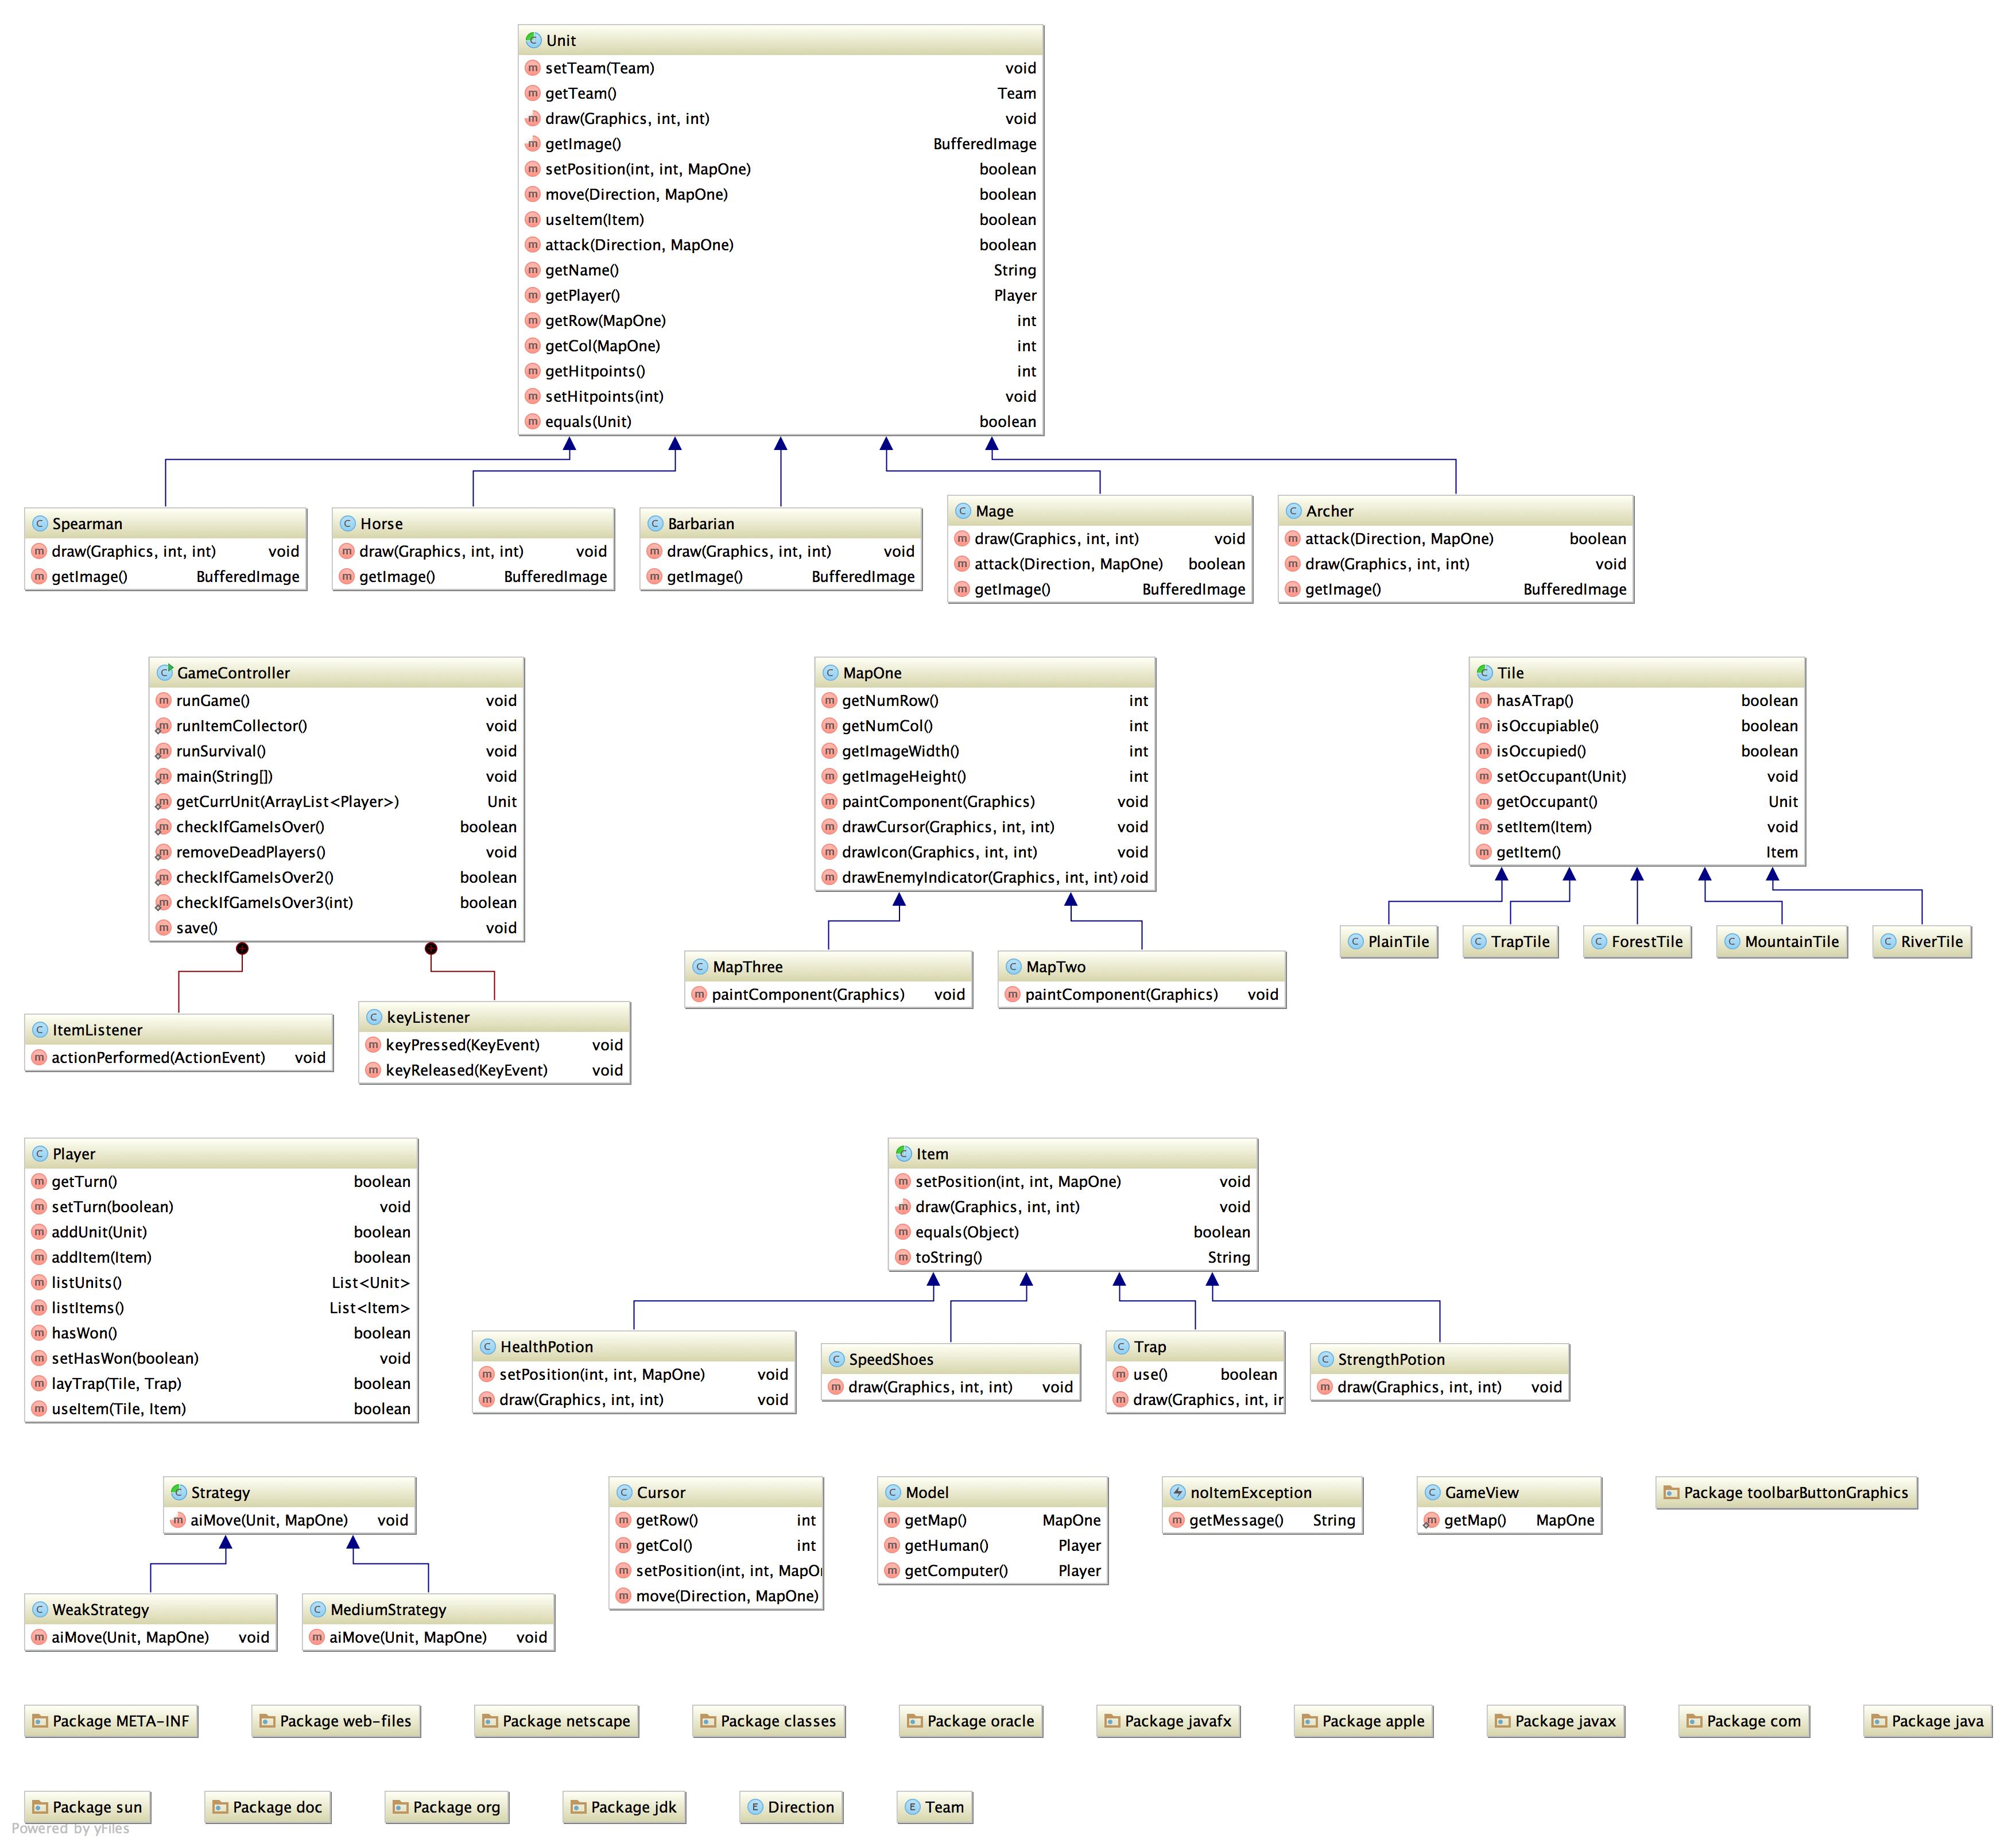 Unit
setTeam(Team) void
getTeam() Team
draw(Graphics, int, int) void
getImage() BufferedImage
setPosition(int, int, MapOne) boolean
move(Direction, MapOne) boolean
useItem(Item) boolean
attack(Direction, MapOne) boolean
getName() String
getPlayer() Player
getRow(MapOne) int
getCol(MapOne) int
getHitpoints() int
setHitpoints(int) void
equals(Unit) boolean
Spearman
draw(Graphics, int, int) void
getImage() BufferedImage
Horse
draw(Graphics, int, int) void
getImage() BufferedImage
Barbarian
draw(Graphics, int, int) void
getImage() BufferedImage
Mage
draw(Graphics, int, int) void
attack(Direction, MapOne) boolean
getImage() BufferedImage
Archer
attack(Direction, MapOne) boolean
draw(Graphics, int, int) void
getImage() BufferedImage
GameController
runGame() void
runItemCollector() void
runSurvival() void
main(String[]) void
getCurrUnit(ArrayList<Player>) Unit
checkIfGameIsOver() boolean
removeDeadPlayers() void
checkIfGameIsOver2() boolean
checkIfGameIsOver3(int) boolean
save() void
ItemListener
actionPerformed(ActionEvent) void
keyListener
keyPressed(KeyEvent) void
keyReleased(KeyEvent) void
MapOne
getNumRow() int
getNumCol() int
getImageWidth() int
getImageHeight() int
paintComponent(Graphics) void
drawCursor(Graphics, int, int) void
drawIcon(Graphics, int, int) void
drawEnemyIndicator(Graphics, int, int) void
MapThree
paintComponent(Graphics) void
MapTwo
paintComponent(Graphics) void
Tile
hasATrap() boolean
isOccupiable() boolean
isOccupied() boolean
setOccupant(Unit) void
getOccupant() Unit
setItem(Item) void
getItem() Item
PlainTile
TrapTile
ForestTile
MountainTile
RiverTile
Player
getTurn() boolean
setTurn(boolean) void
addUnit(Unit) boolean
addItem(Item) boolean
listUnits() List<Unit>
listItems() List<Item>
hasWon() boolean
setHasWon(boolean) void
layTrap(Tile, Trap) boolean
useItem(Tile, Item) boolean
Item
setPosition(int, int, MapOne) void
draw(Graphics, int, int) void
equals(Object) boolean
toString() String
HealthPotion
setPosition(int, int, MapOne) void
draw(Graphics, int, int) void
SpeedShoes
draw(Graphics, int, int) void
Trap
use() boolean
draw(Graphics, int, ir
StrengthPotion
draw(Graphics, int, int) void
Strategy
aiMove(Unit, MapOne) void
WeakStrategy
aiMove(Unit, MapOne) void
MediumStrategy
aiMove(Unit, MapOne) void
Cursor
getRow() int
getCol() int
setPosition(int, int, MapO
move(Direction, MapOne)
Model
getMap() MapOne
getHuman() Player
getComputer() Player
noItemException
getMessage() String
GameView
getMap() MapOne
Package toolbarButtonGraphics
Package META-INF
Package web-files
Package netscape
Package classes
Package oracle
Package javafx
Package apple
Package javax
Package com
Package java
Package sun
Package doc
Package org
Package jdk
Direction
Team
Powered by yFiles